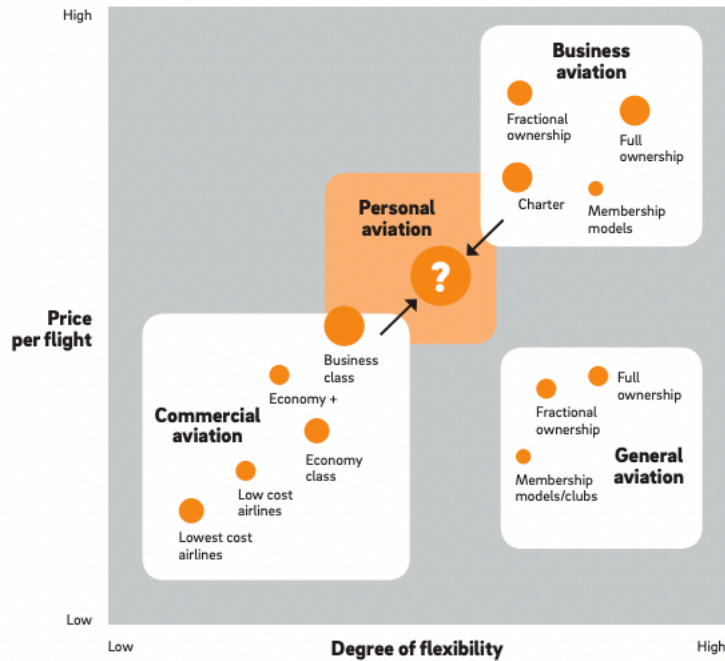 High
Business
aviation
Fractional
ownership
Full
ownership
Charter
Membership
models
Personal
aviation
?
Price
per flight
Business
class
Economy +
Commercial
aviation
Economy
class
Low cost
airlines
Lowest cost
airlines
Full
ownership
Fractional
ownership
General
aviation
Membership
models/clubs
Low
Low
Degree of flexibility
High